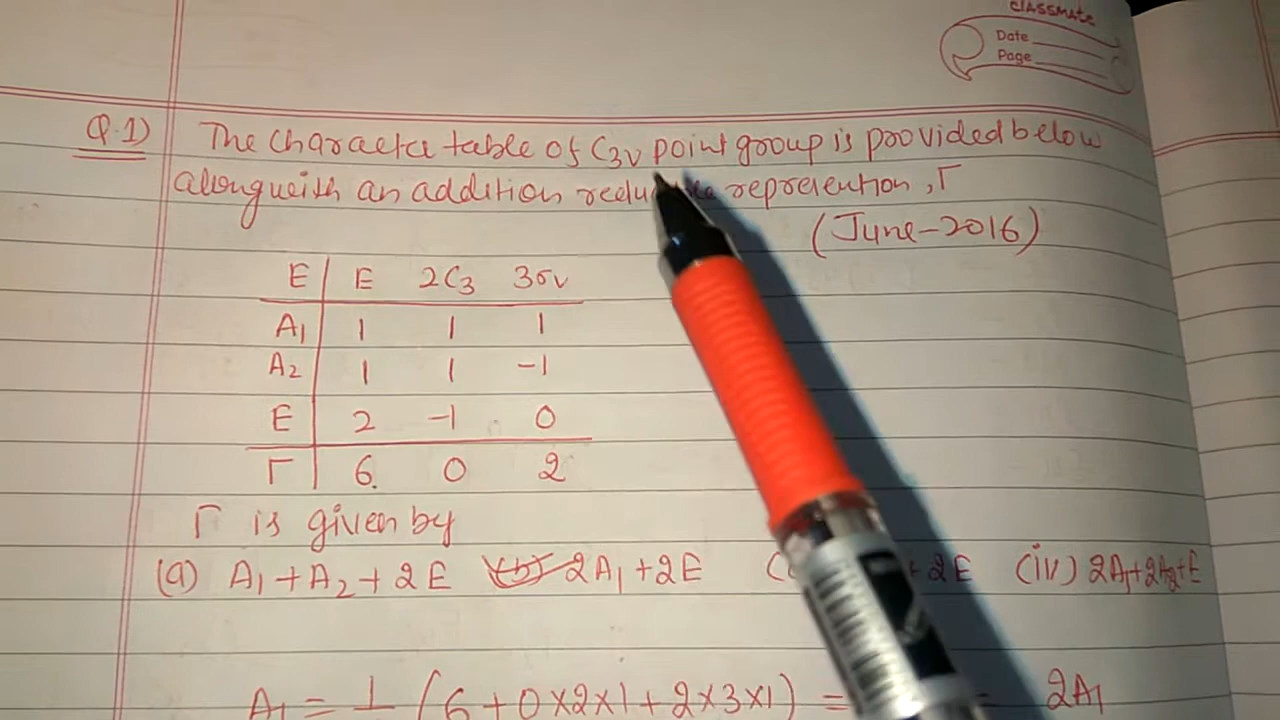 classmate
Date
Page
Q.1) The Character table of C3v point group is provided below
alongwith an addition represention, Γ
(June-2016)
E | E 2C3 3σv
A1 | 1 1 1
A2 | 1 1 -1
E | 2 -1 0
Γ | 6 0 2
Γ is given by
(a) A1 + A2 + 2E (b) 2A1 + 2E + 2E (iv) 2A1+2A2+E
A1 = 1 (6 + 0×2×1 + 2×3×1) = = 2A1